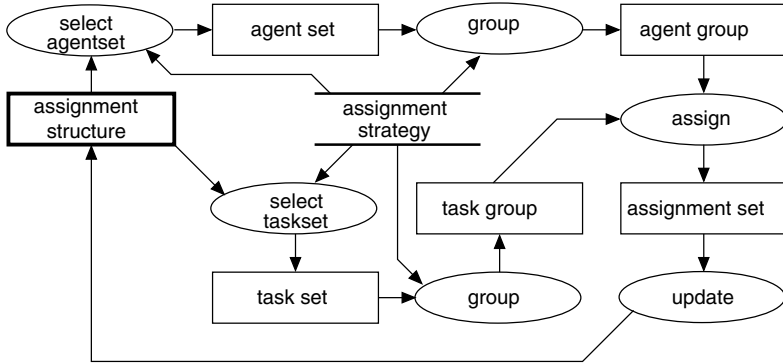 select
agentset
agent set
group
agent group
assignment
structure
assignment
strategy
assign
select
taskset
task group
assignment set
task set
group
update